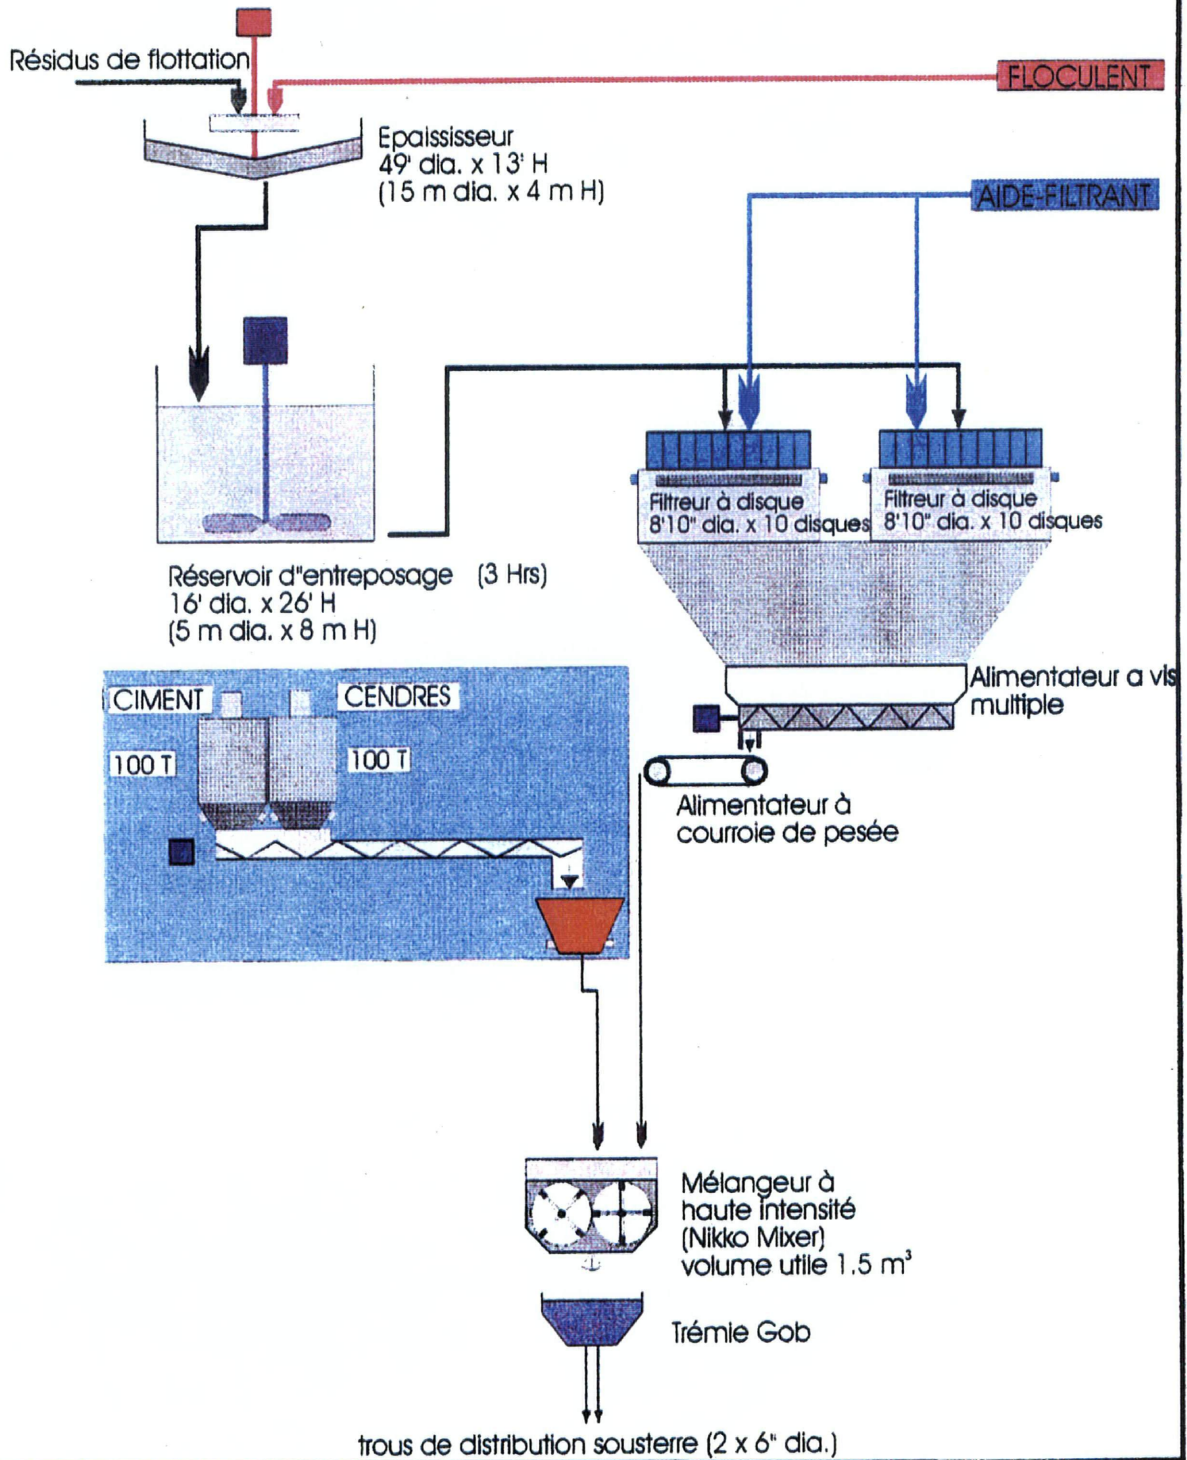 Résidus de flottation
FLOCULENT
Epaississeur
49' dia. x 13' H
(15 m dia. x 4 m H)
AIDE-FILTRANT
Filtreur à disque
8'10" dia. x 10 disques
Filtreur à disque
8'10" dia. x 10 disques
Réservoir d"entreposage (3 Hrs)
16' dia. x 26' H
(5 m dia. x 8 m H)
Alimentateur a vis
multiple
CIMENT
CENDRES
100 T
100 T
Alimentateur à
courroie de pesée
Mélangeur à
haute intensité
(Nikko Mixer)
volume utile 1.5 m³
Trémie Gob
trous de distribution sousterre (2 x 6" dia.)